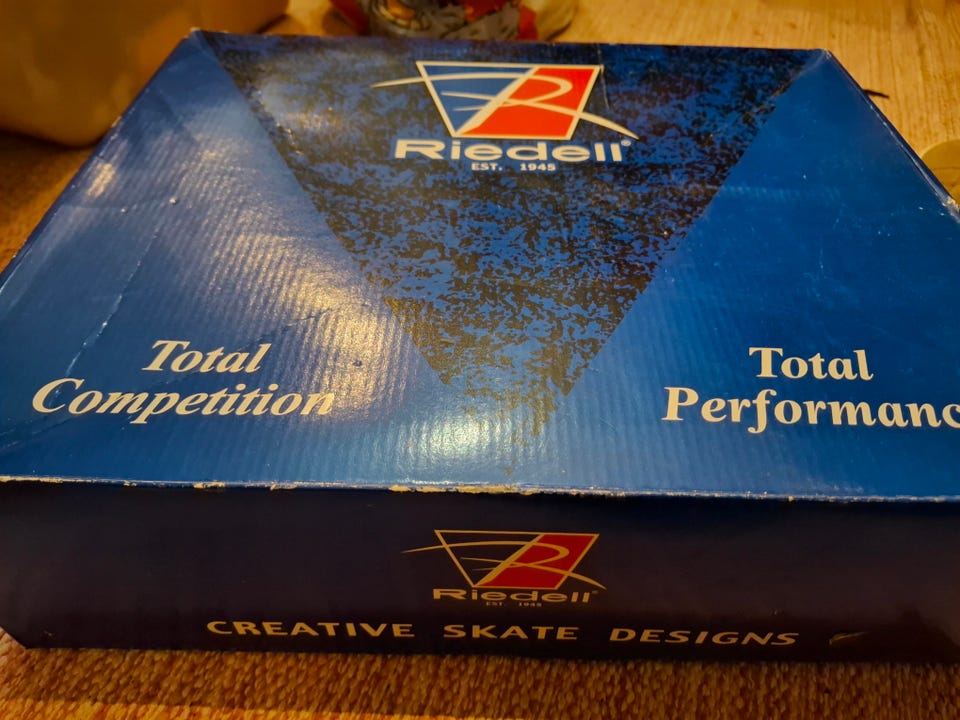 Riedell®
EST. 1945
Total
Competition
Total
Performanc
Riedell®
EST. 1945
CREATIVE SKATE DESIGNS